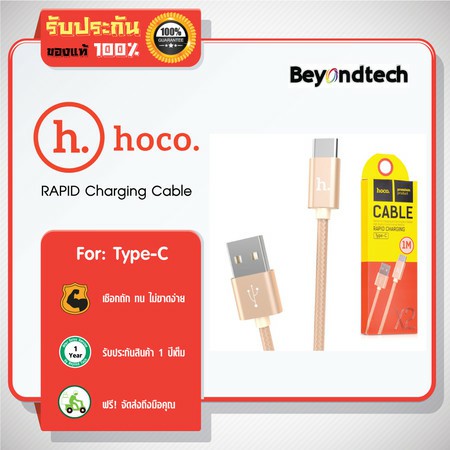 รับประกัน
ของแท้ 100%
100%
GUARANTEE
Beyondtech
h. hoco.
RAPID Charging Cable
For: Type-C
เชือกถัก ทน ไม่ขาดง่าย
1
Year
รับประกันสินค้า 1 ปีเต็ม
ฟรี! จัดส่งถึงมือคุณ
h.
hoco.
premium
CABLE
RAPID CHARGING
Type-C
1M